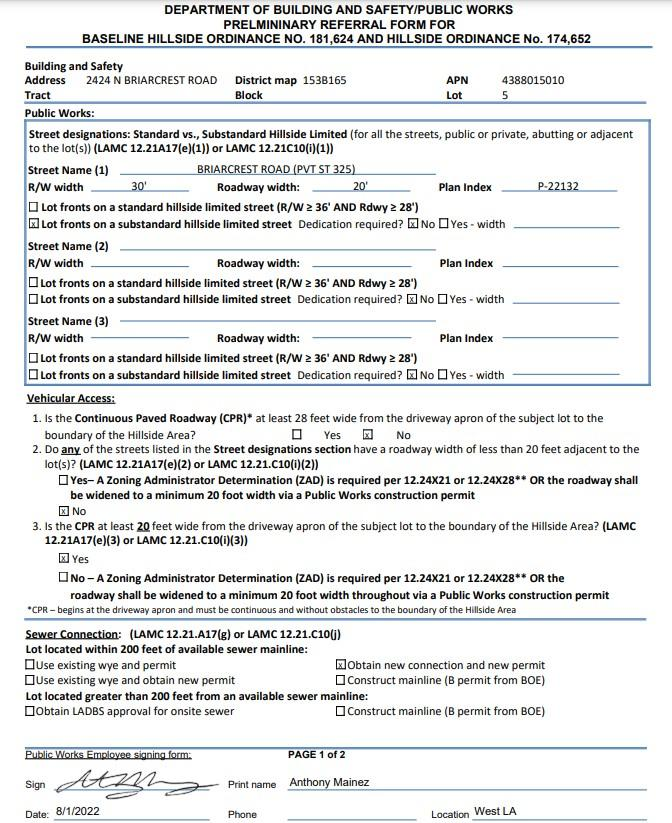 DEPARTMENT OF BUILDING AND SAFETY/PUBLIC WORKS
PRELMINARY REFERRAL FORM FOR
BASELINE HILLSIDE ORDINANCE NO. 181,624 AND HILLSIDE ORDINANCE No. 174,652
Building and Safety
Address 2424 N BRIARCREST ROAD District map 153B165 APN 4388015010
Tract Block Lot 5
Public Works:
Street designations: Standard vs., Substandard Hillside Limited (for all the streets, public or private, abutting or adjacent
to the lot(s)) (LAMC 12.21A17(e)(1)) or LAMC 12.21C10(i)(1))
Street Name (1) BRIARCREST ROAD (PVT ST 325)
R/W width 30' Roadway width: 20' Plan Index P-22132
☐ Lot fronts on a standard hillside limited street (R/W ≥ 36' AND Rdwy ≥ 28')
☒ Lot fronts on a substandard hillside limited street Dedication required? ☒ No ☐ Yes - width
Street Name (2)
R/W width Roadway width: Plan Index
☐ Lot fronts on a standard hillside limited street (R/W ≥ 36' AND Rdwy ≥ 28')
☐ Lot fronts on a substandard hillside limited street Dedication required? ☒ No ☐ Yes - width
Street Name (3)
R/W width Roadway width: Plan Index
☐ Lot fronts on a standard hillside limited street (R/W ≥ 36' AND Rdwy ≥ 28')
☐ Lot fronts on a substandard hillside limited street Dedication required? ☒ No ☐ Yes - width
Vehicular Access:
1. Is the Continuous Paved Roadway (CPR)* at least 28 feet wide from the driveway apron of the subject lot to the
boundary of the Hillside Area? ☐ Yes ☒ No
2. Do any of the streets listed in the Street designations section have a roadway width of less than 20 feet adjacent to the
lot(s)? (LAMC 12.21A17(e)(2) or LAMC 12.21.C10(i)(2))
☐ Yes– A Zoning Administrator Determination (ZAD) is required per 12.24X21 or 12.24X28** OR the roadway shall
be widened to a minimum 20 foot width via a Public Works construction permit
☒ No
3. Is the CPR at least 20 feet wide from the driveway apron of the subject lot to the boundary of the Hillside Area? (LAMC
12.21A17(e)(3) or LAMC 12.21.C10(i)(3))
☒ Yes
☐ No – A Zoning Administrator Determination (ZAD) is required per 12.24X21 or 12.24X28** OR the
roadway shall be widened to a minimum 20 foot width throughout via a Public Works construction permit
*CPR – begins at the driveway apron and must be continuous and without obstacles to the boundary of the Hillside Area
Sewer Connection: (LAMC 12.21.A17(g) or LAMC 12.21.C10(j)
Lot located within 200 feet of available sewer mainline:
☐ Use existing wye and permit ☒ Obtain new connection and new permit
☐ Use existing wye and obtain new permit ☐ Construct mainline (B permit from BOE)
Lot located greater than 200 feet from an available sewer mainline:
☐ Obtain LADBS approval for onsite sewer ☐ Construct mainline (B permit from BOE)
Public Works Employee signing form: PAGE 1 of 2
Sign Print name Anthony Mainez
Date: 8/1/2022 Phone Location West LA